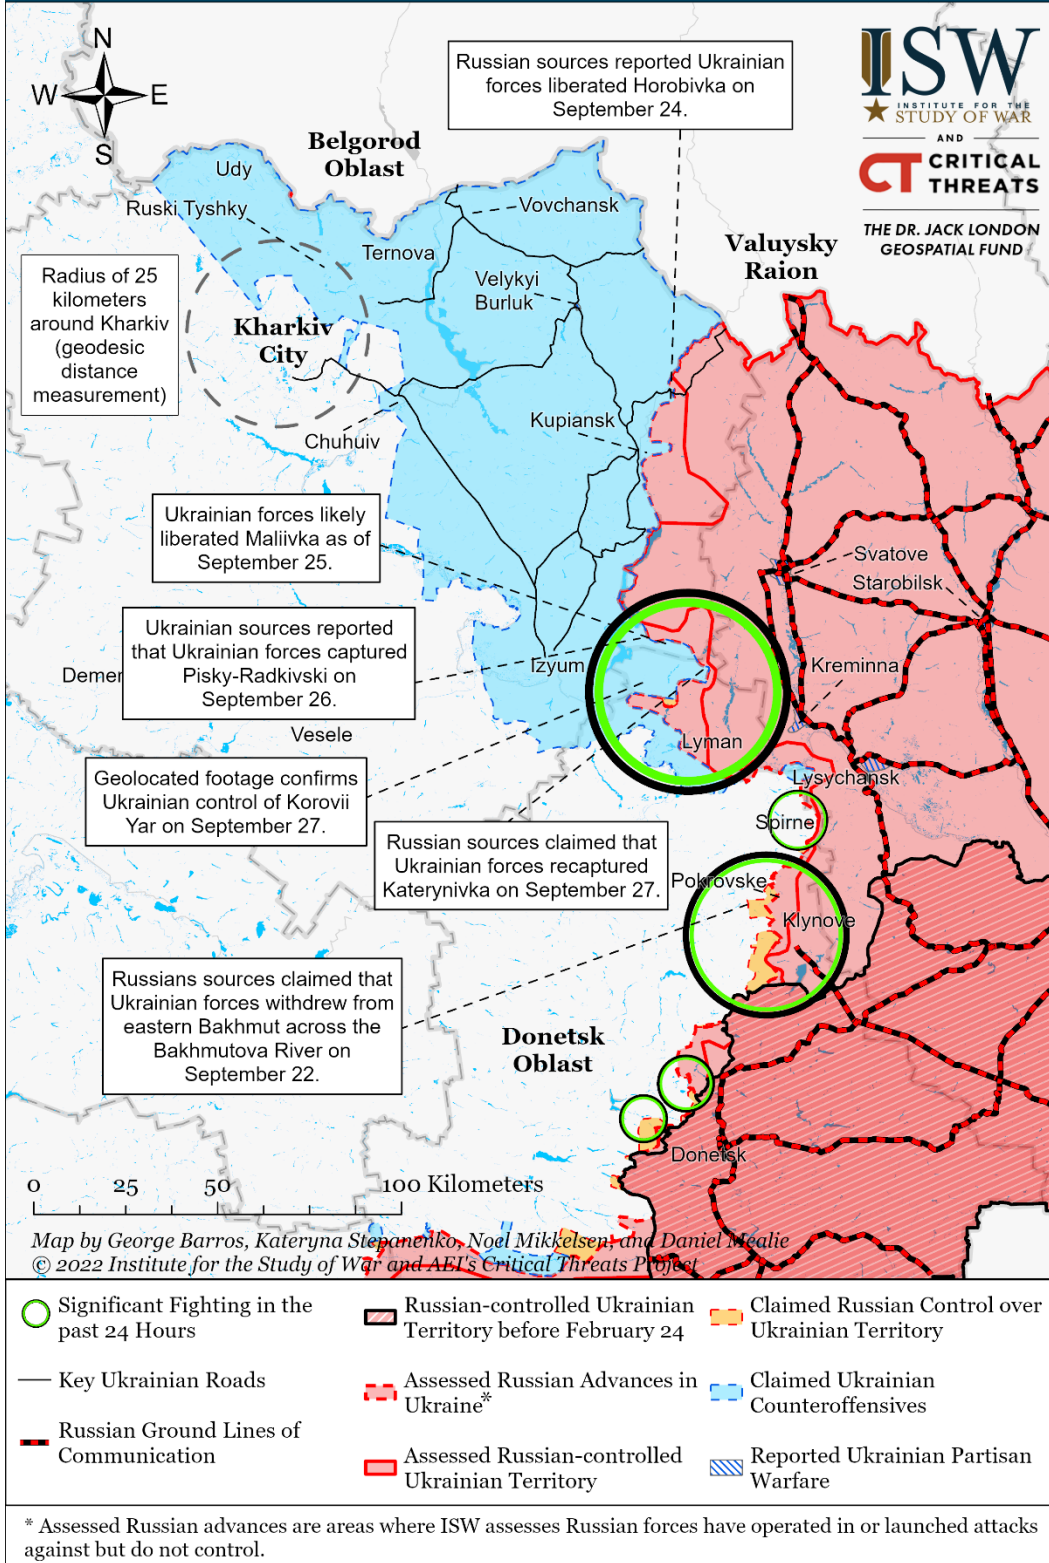 N
W
E
S
Russian sources reported Ukrainian
forces liberated Horobivka on
September 24.
ISW
INSTITUTE FOR THE
STUDY OF WAR
AND
CT CRITICAL
THREATS
THE DR. JACK LONDON
GEOSPATIAL FUND
Belgorod
Oblast
Udy
Ruski Tyshky
Vovchansk
Ternova
Valuysky
Raion
Radius of 25
kilometers
around Kharkiv
(geodesic
distance
measurement)
Velykyi
Burluk
Kharkiv
City
Kupiansk
Chuhuiv
Ukrainian forces likely
liberated Maliivka as of
September 25.
Svatove
Starobilsk
Ukrainian sources reported
that Ukrainian forces captured
Pisky-Radkivski on
September 26.
Izyum
Kreminna
Demer
Vesele
Lyman
Geolocated footage confirms
Ukrainian control of Korovii
Yar on September 27.
Lysychansk
Spirne
Russian sources claimed that
Ukrainian forces recaptured
Katerynivka on September 27.
Pokrovske
Klynove
Russians sources claimed that
Ukrainian forces withdrew from
eastern Bakhmut across the
Bakhmutova River on
September 22.
Donetsk
Oblast
Donetsk
0 25 50 100 Kilometers
Map by George Barros, Kateryna Stepanenko, Noel Mikkelsen, and Daniel Mealie
© 2022 Institute for the Study of War and AEI's Critical Threats Project
Significant Fighting in the
past 24 Hours
Key Ukrainian Roads
Russian Ground Lines of
Communication
Russian-controlled Ukrainian
Territory before February 24
Assessed Russian Advances in
Ukraine*
Assessed Russian-controlled
Ukrainian Territory
Claimed Russian Control over
Ukrainian Territory
Claimed Ukrainian
Counteroffensives
Reported Ukrainian Partisan
Warfare
* Assessed Russian advances are areas where ISW assesses Russian forces have operated in or launched attacks
against but do not control.